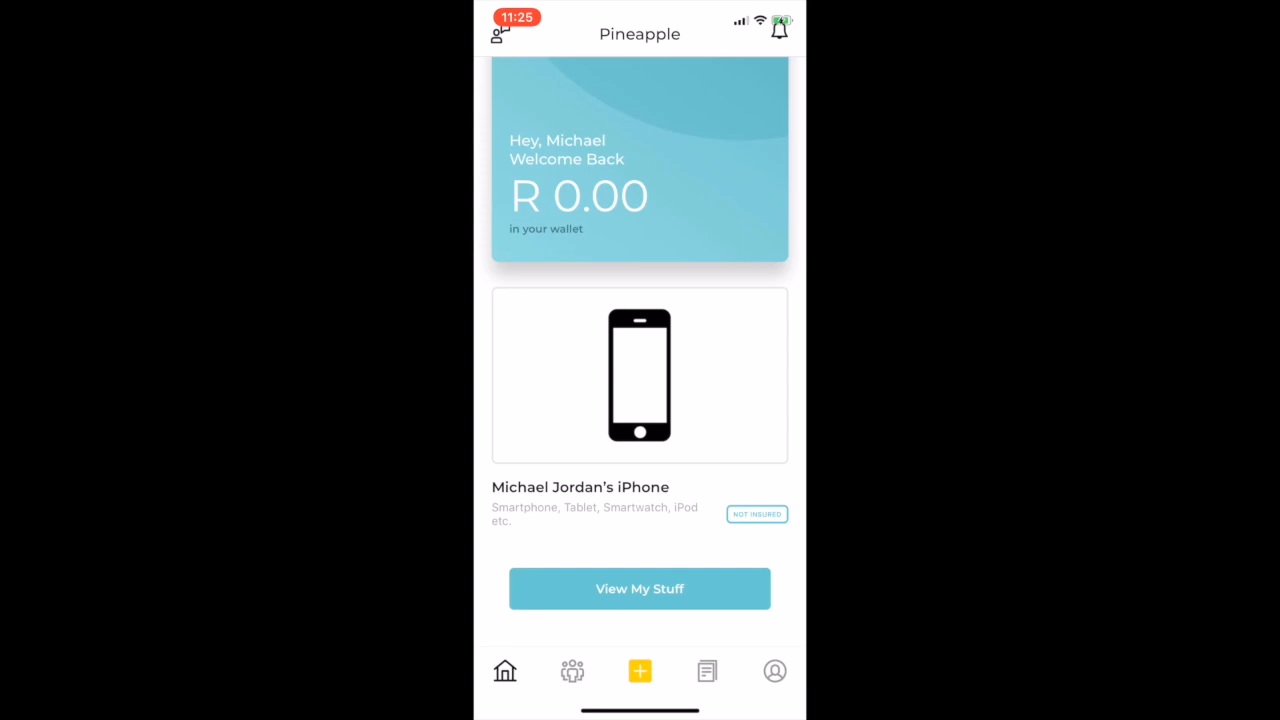 11:25
Pineapple
Hey, Michael
Welcome Back
R 0.00
in your wallet
Michael Jordan’s iPhone
Smartphone, Tablet, Smartwatch, iPod
etc.
NOT INSURED
View My Stuff